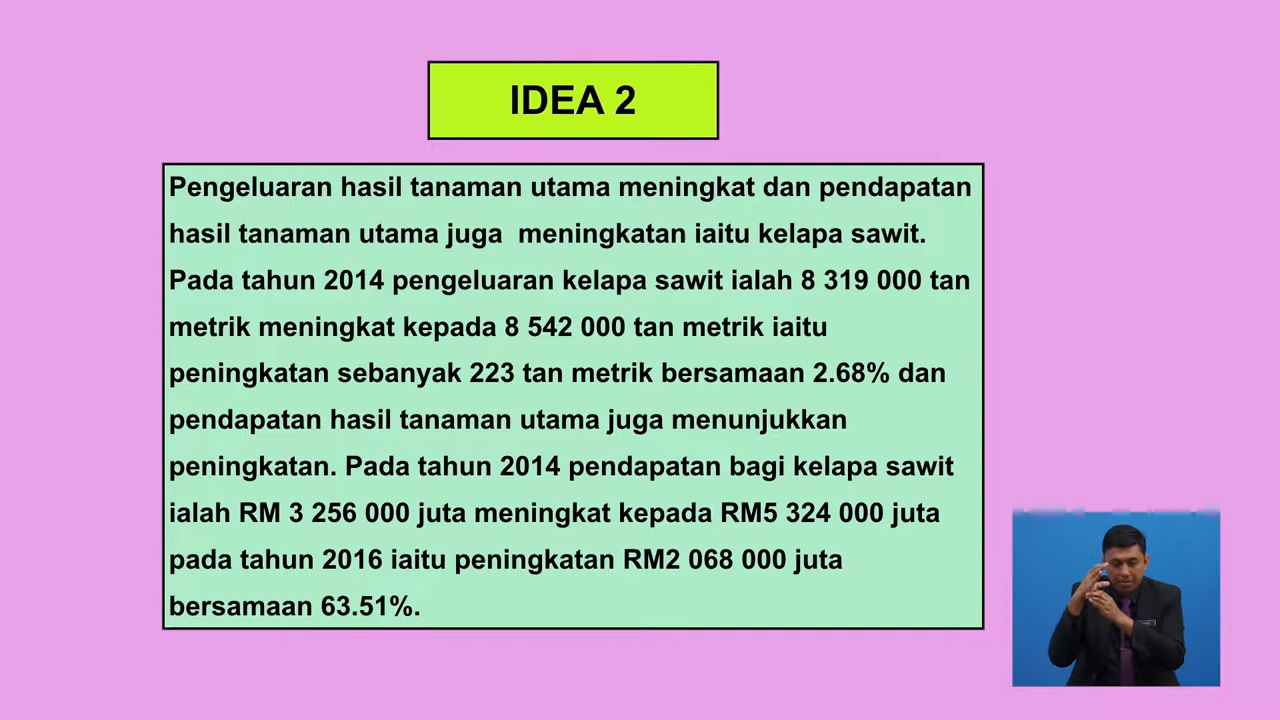 IDEA 2
Pengeluaran hasil tanaman utama meningkat dan pendapatan
hasil tanaman utama juga  meningkatan iaitu kelapa sawit.
Pada tahun 2014 pengeluaran kelapa sawit ialah 8 319 000 tan
metrik meningkat kepada 8 542 000 tan metrik iaitu
peningkatan sebanyak 223 tan metrik bersamaan 2.68% dan
pendapatan hasil tanaman utama juga menunjukkan
peningkatan. Pada tahun 2014 pendapatan bagi kelapa sawit
ialah RM 3 256 000 juta meningkat kepada RM5 324 000 juta
pada tahun 2016 iaitu peningkatan RM2 068 000 juta
bersamaan 63.51%.